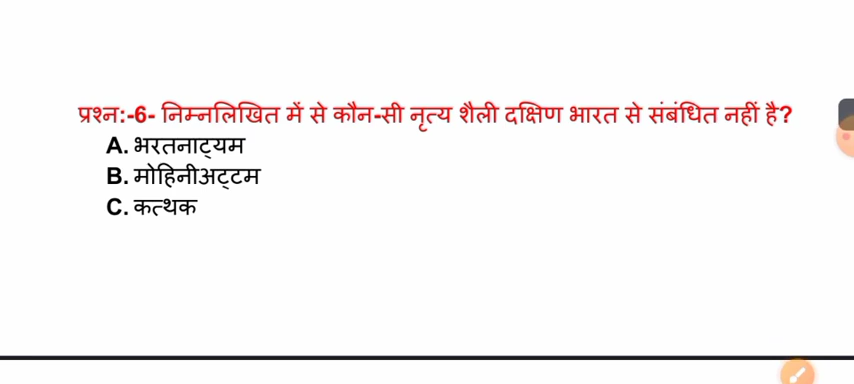 प्रश्न:-6- निम्नलिखित में से कौन-सी नृत्य शैली दक्षिण भारत से संबंधित नहीं है?
A. भरतनाट्यम
B. मोहिनीअट्टम
C. कत्थक